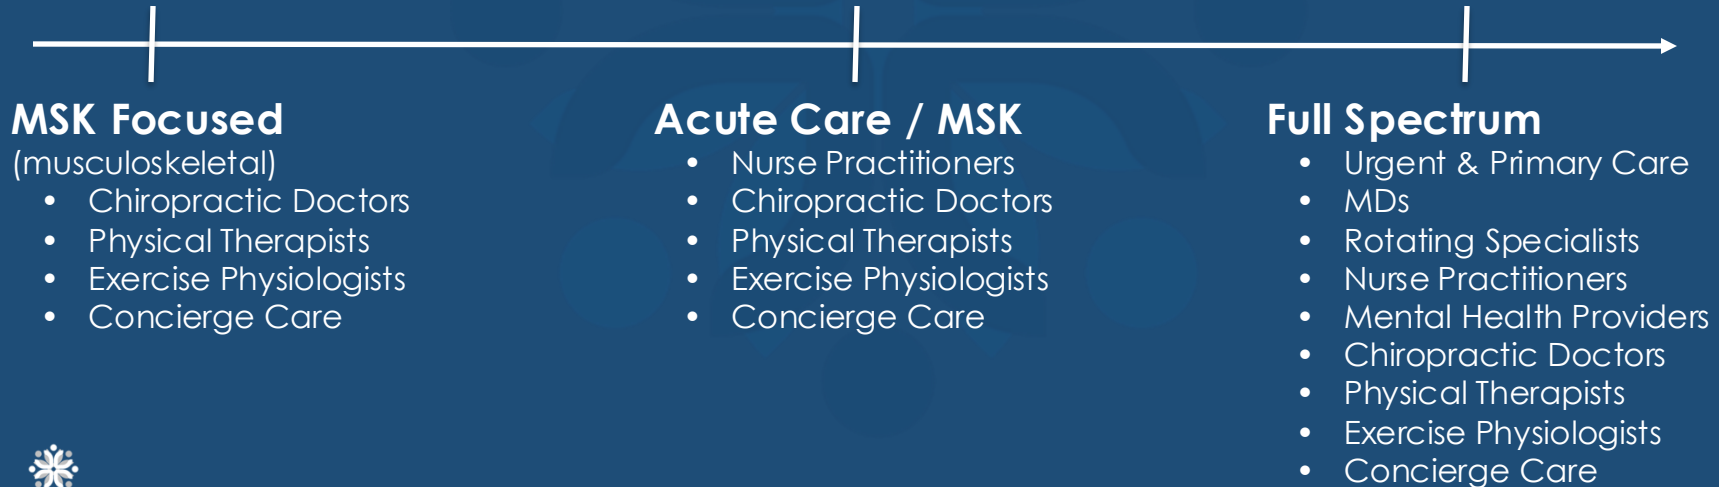 MSK Focused
(musculoskeletal)
• Chiropractic Doctors
• Physical Therapists
• Exercise Physiologists
• Concierge Care
Acute Care / MSK
• Nurse Practitioners
• Chiropractic Doctors
• Physical Therapists
• Exercise Physiologists
• Concierge Care
Full Spectrum
• Urgent & Primary Care
• MDs
• Rotating Specialists
• Nurse Practitioners
• Mental Health Providers
• Chiropractic Doctors
• Physical Therapists
• Exercise Physiologists
• Concierge Care